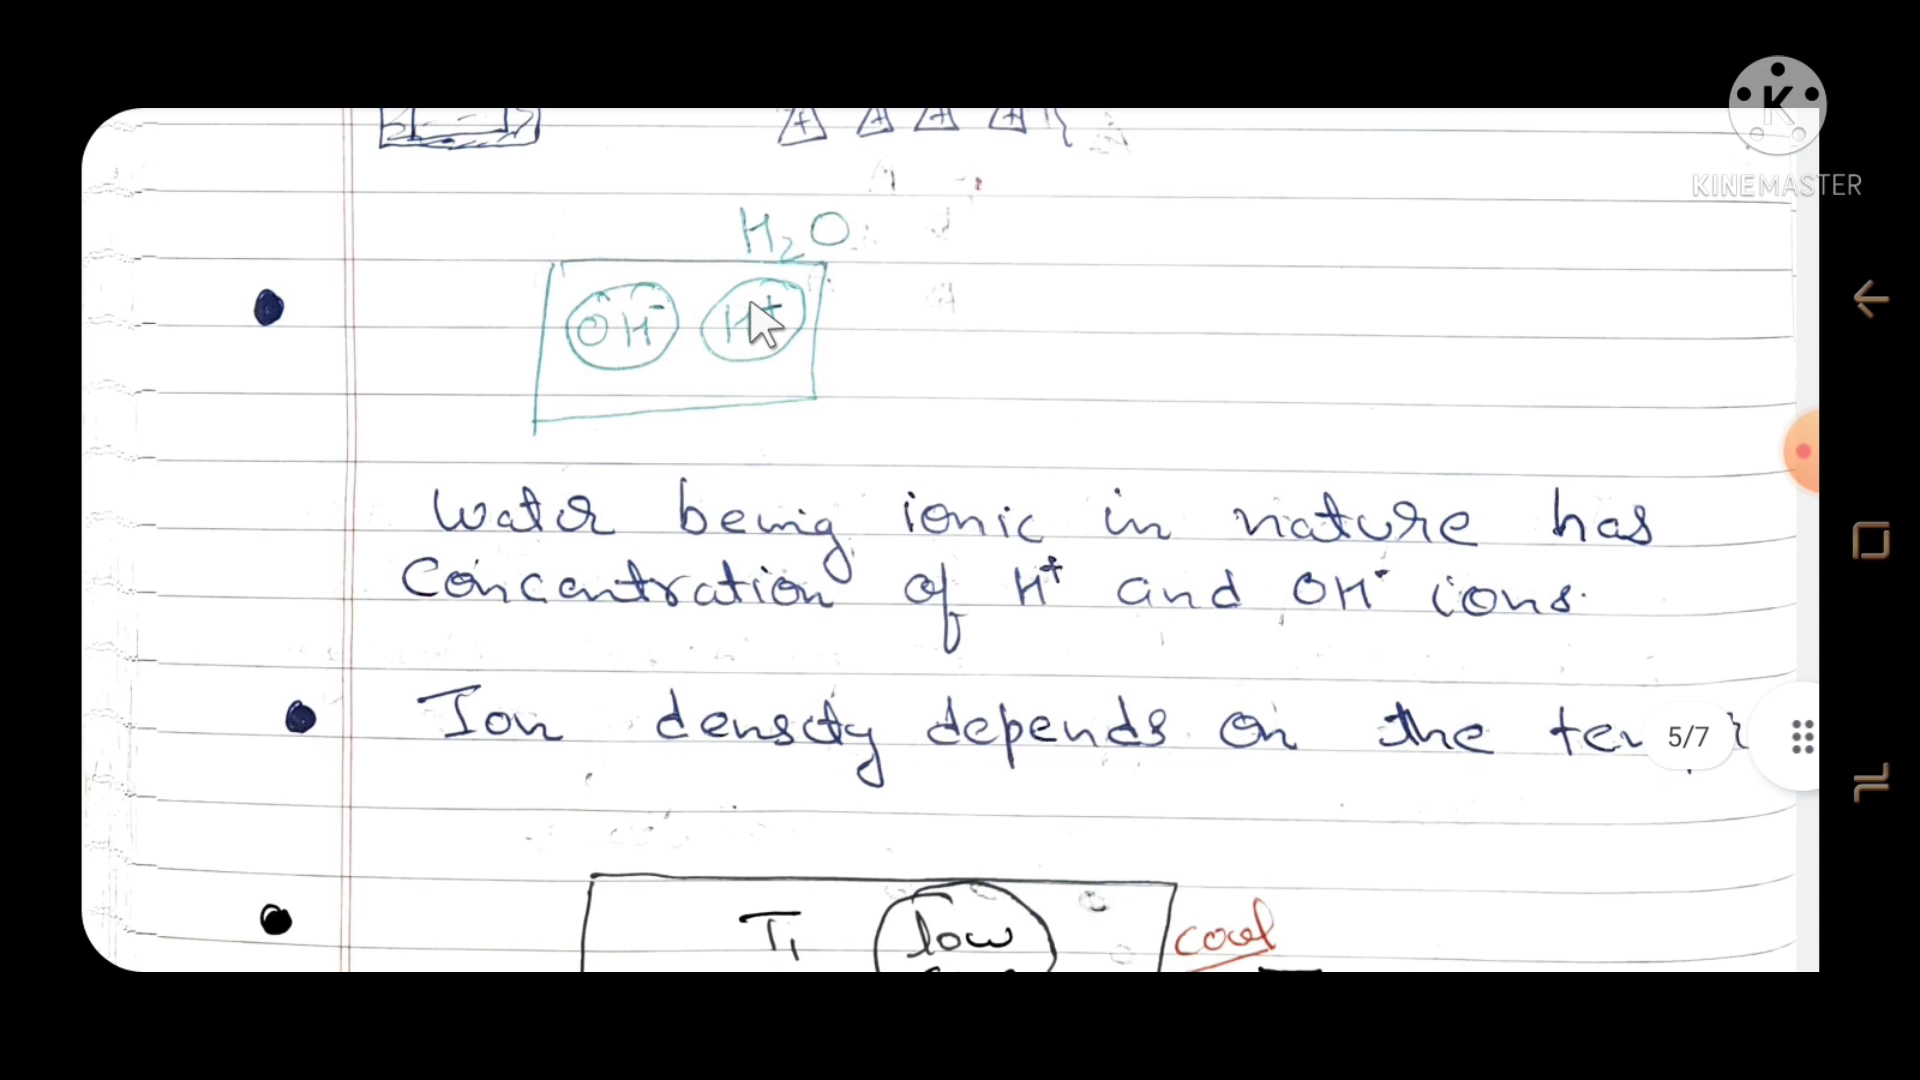 K
KINEMASTER
H₂O
OH⁻ H⁺
Water being ionic in nature has
Concentration of H⁺ and OH⁻ ions.
Ion density depends on the
5/7
T₁ low cool